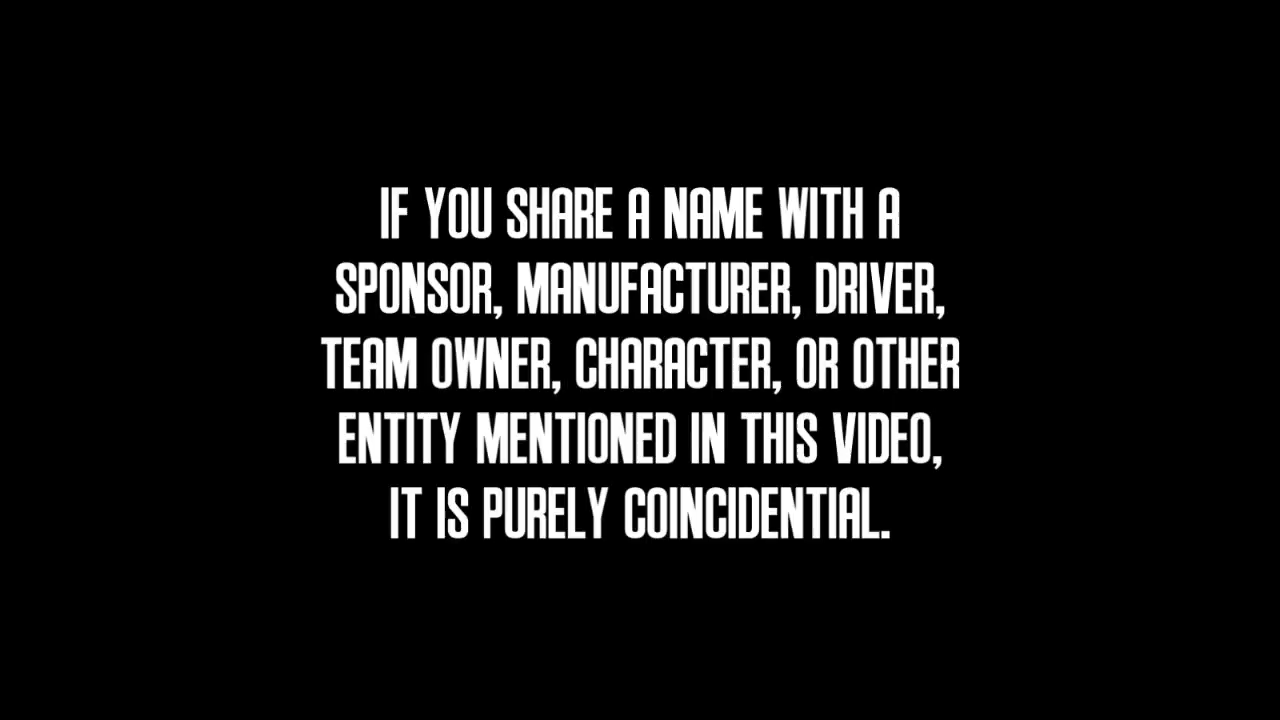 IF YOU SHARE A NAME WITH A
SPONSOR, MANUFACTURER, DRIVER,
TEAM OWNER, CHARACTER, OR OTHER
ENTITY MENTIONED IN THIS VIDEO,
IT IS PURELY COINCIDENTIAL.